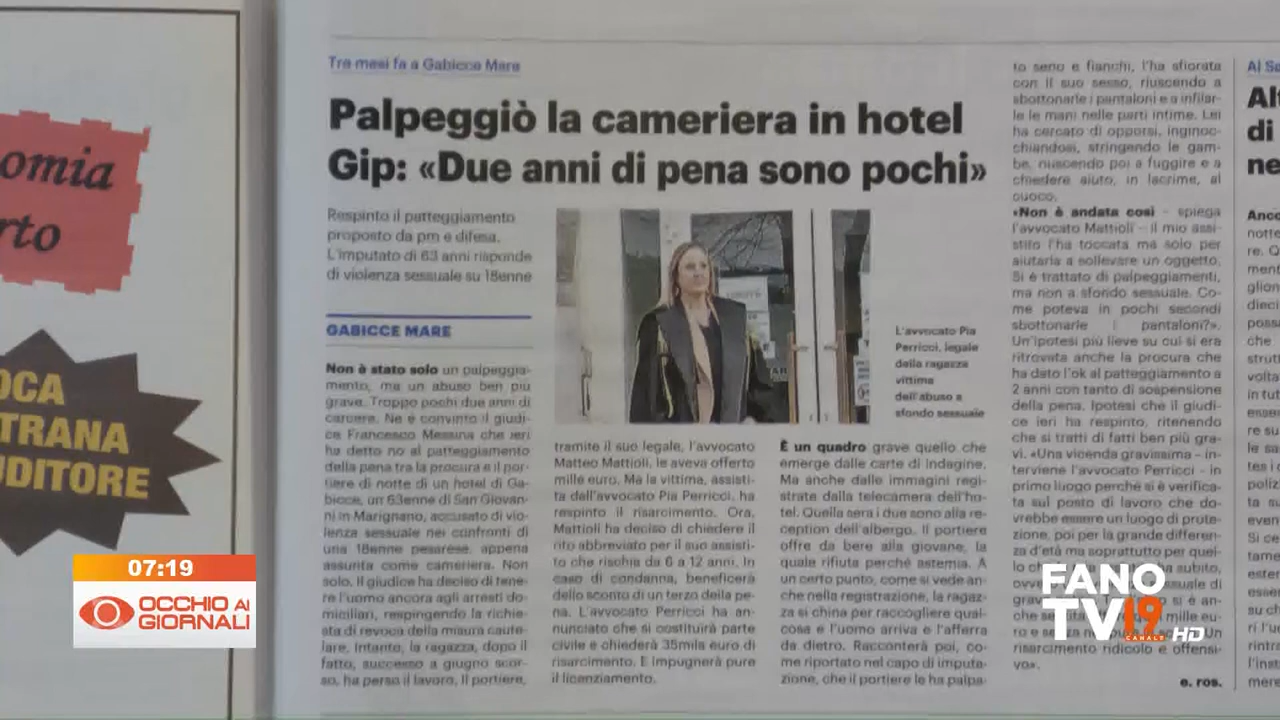 omia
rto
OCA
TRANA
UDITORE
Tre mesi fa a Gabicce Mare
Palpeggiò la cameriera in hotel
Gip: «Due anni di pena sono pochi»
Respinto il patteggiamento
proposto da pm e difesa.
L'imputato di 63 anni risponde
di violenza sessuale su 18enne
GABICCE MARE
Non è stato solo un palpeggia-
mento, ma un abuso ben più
grave. Troppo pochi due anni di
carcere. Ne è convinto il giudi-
ce Francesco Messina che ieri
ha detto no al patteggiamento
della pena tra la procura e il por-
tiere di notte di un hotel di Ga-
bicce, un 63enne di San Giovan-
ni in Marignano, accusato di vio-
lenza sessuale nei confronti di
una 18enne pesarese, appena
assunta come cameriera. Non
solo. Il giudice ha deciso di tene-
re l'uomo ancora agli arresti do-
miciliari, respingendo la richie-
sta di revoca della misura caute-
lare. Intanto, la ragazza, dopo il
fatto, successo a giugno scor-
so, ha perso il lavoro. Il portiere,
L'avvocato Pia
Perricci, legale
della ragazza
vittima
dell'abuso a
sfondo sessuale
tramite il suo legale, l'avvocato
Matteo Mattioli, le aveva offerto
mille euro. Ma la vittima, assisti-
ta dall'avvocato Pia Perricci, ha
respinto il risarcimento. Ora,
Mattioli ha deciso di chiedere il
rito abbreviato per il suo assisti-
to che rischia da 6 a 12 anni. In
caso di condanna, beneficerà
dello sconto di un terzo della pe-
na. L'avvocato Perricci ha an-
nunciato che si costituirà parte
civile e chiederà 35mila euro di
risarcimento. E impugnerà pure
il licenziamento.
È un quadro grave quello che
emerge dalle carte di indagine.
Ma anche dalle immagini regi-
strate dalla telecamera dell'ho-
tel. Quella sera i due sono alla re-
ception dell'albergo. Il portiere
offre da bere alla giovane, la
quale rifiuta perché astemia. A
un certo punto, come si vede an-
che nella registrazione, la ragaz-
za si china per raccogliere qual-
cosa e l'uomo arriva e l'afferra
da dietro. Racconterà poi, co-
me riportato nel capo di imputa-
zione, che il portiere le ha palpa-
to seno e fianchi, l'ha sfiorata
con il suo sesso, riuscendo a
sbottonarle i pantaloni e a infilar-
le le mani nelle parti intime. Lei
ha cercato di opporsi, inginoc-
chiandosi, stringendo le gam-
be, riuscendo poi a fuggire e a
chiedere aiuto, in lacrime, al
cuoco.
«Non è andata così – spiega
l'avvocato Mattioli – il mio assi-
stito l'ha toccata ma solo per
aiutarla a sollevare un oggetto.
Si è trattato di palpeggiamenti,
ma non a sfondo sessuale. Co-
me poteva in pochi secondi
sbottonarle i pantaloni?».
Un'ipotesi più lieve su cui si era
ritrovata anche la procura che
ha dato l'ok al patteggiamento a
2 anni con tanto di sospensione
della pena. Ipotesi che il giudi-
ce ieri ha respinto, ritenendo
che si tratti di fatti ben più gra-
vi. «Una vicenda gravissima – in-
terviene l'avvocato Perricci – in
primo luogo perché si è verifica-
ta sul posto di lavoro che do-
vrebbe essere un luogo di prote-
zione, poi per la grande differen-
za d'età ma soprattutto per quel-
lo subito,
grav
che mille eu-
ro e Un
risarcimento ridicolo e offensi-
vo».
e. ros.
Al
Alt
di
ne
07:19
OCCHIO AI
GIORNALI
FANO
TV19
CANALE HD